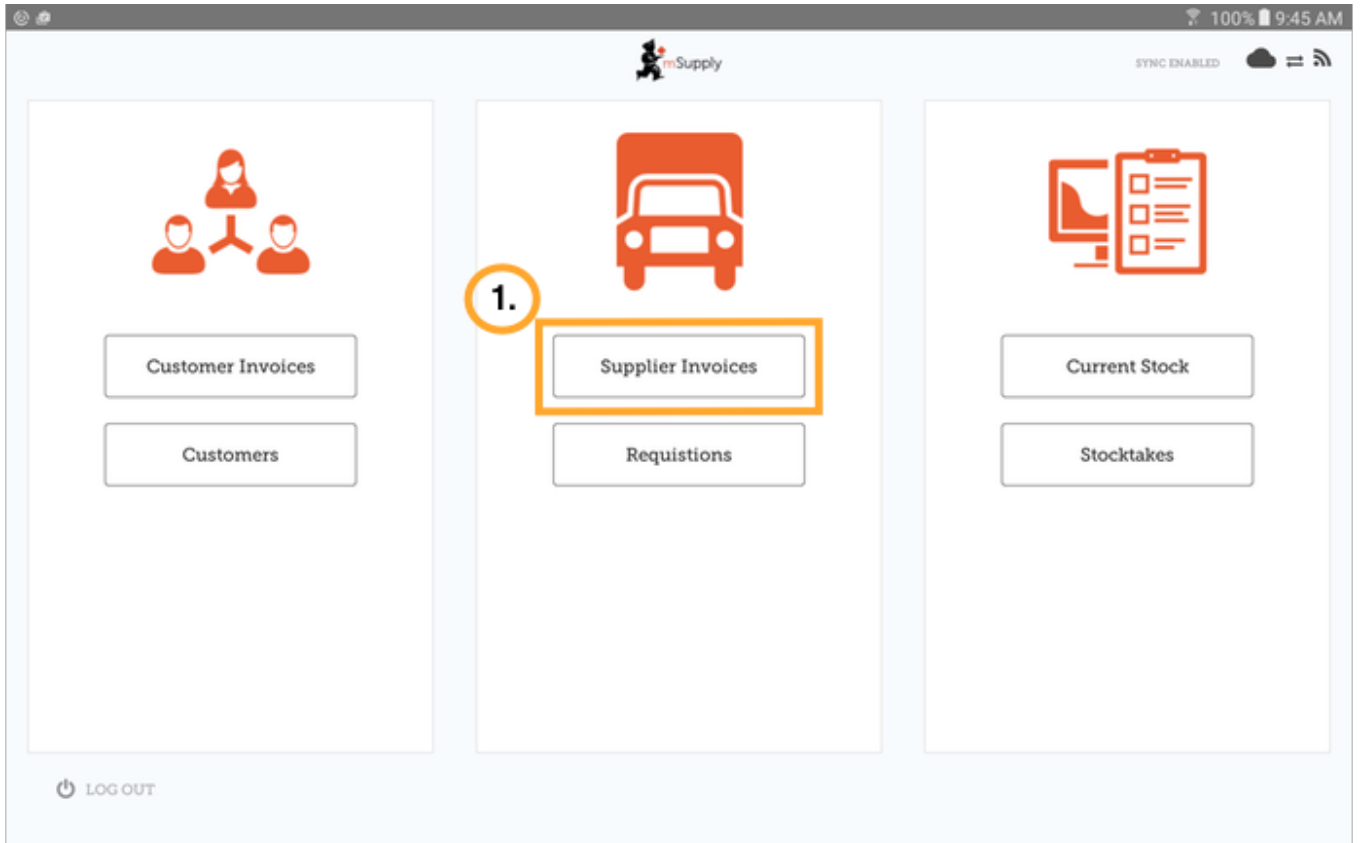 100% 9:45 AM
mSupply
SYNC ENABLED
1.
Customer Invoices
Supplier Invoices
Current Stock
Customers
Requistions
Stocktakes
LOG OUT